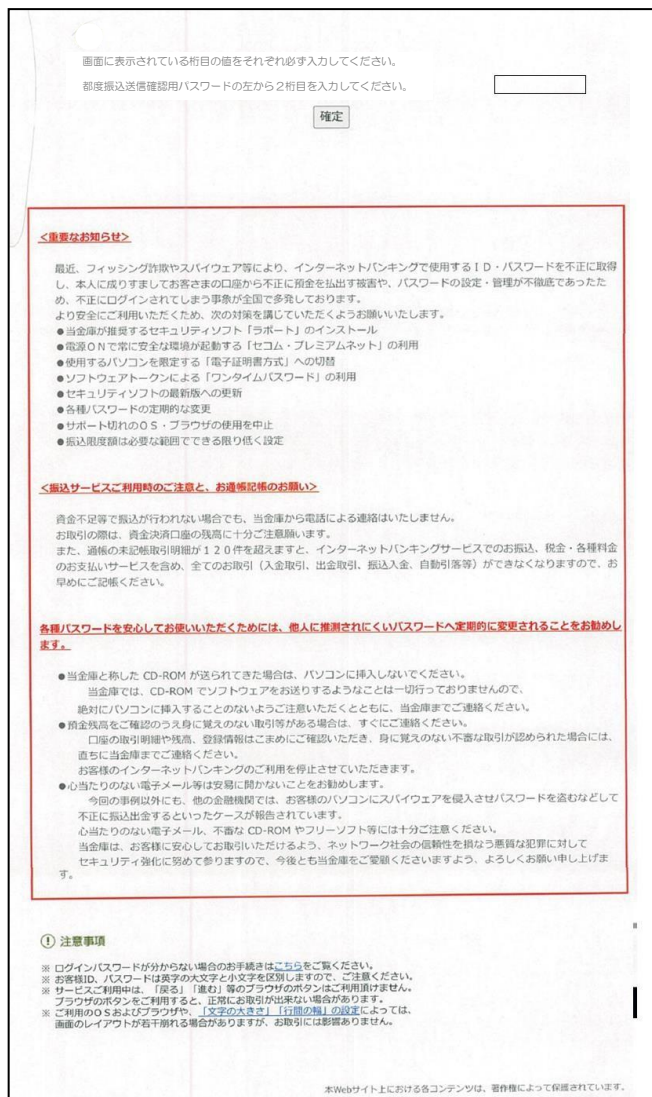 画面に表示されている桁目の値をそれぞれ必ず入力してください。
都度振込送信確認用パスワードの左から２桁目を入力してください。
確定
<重要なお知らせ>
最近、フィッシング詐欺やスパイウェア等により、インターネットバンキングで使用するＩＤ・パスワードを不正に取得
し、本人に成りすましてお客さまの口座から不正に預金を払出す被害や、パスワードの設定・管理が不徹底であったた
め、不正にログインされてしまう事象が全国で多発しております。
より安全にご利用いただくため、次の対策を講じていただくようお願いいたします。
●当金庫が推奨するセキュリティソフト「ラポート」のインストール
●電源ＯＮで常に安全な環境が起動する「セコム・プレミアムネット」の利用
●使用するパソコンを限定する「電子証明書方式」への切替
●ソフトウェアトークンによる「ワンタイムパスワード」の利用
●セキュリティソフトの最新版への更新
●各種パスワードの定期的な変更
●サポート切れのＯＳ・ブラウザの使用を中止
●振込限度額は必要な範囲でできる限り低く設定
<振込サービスご利用時のご注意と、お通帳記帳のお願い>
資金不足等で振込が行われない場合でも、当金庫から電話による連絡はいたしません。
お取引の際は、資金決済口座の残高に十分ご注意願います。
また、通帳の未記帳取引明細が１２０件を超えますと、インターネットバンキングサービスでのお振込、税金・各種料金
のお支払いサービスを含め、全てのお取引（入金取引、出金取引、振込入金、自動引落等）ができなくなりますので、お
早めにご記帳ください。
各種パスワードを安心してお使いいただくためには、他人に推測されにくいパスワードへ定期的に変更されることをお勧めし
ます。
●当金庫と称した CD-ROM が送られてきた場合は、パソコンに挿入しないでください。
当金庫では、CD-ROM でソフトウェアをお送りするようなことは一切行っておりませんので、
絶対にパソコンに挿入することのないようご注意いただくとともに、当金庫までご連絡ください。
●預金残高をご確認のうえ身に覚えのない取引等がある場合は、すぐにご連絡ください。
口座の取引明細や残高、登録情報はこまめにご確認いただき、身に覚えのない不審な取引が認められた場合には、
直ちに当金庫までご連絡ください。
お客様のインターネットバンキングのご利用を停止させていただきます。
●心当たりのない電子メール等は安易に開かないことをお勧めします。
今回の事例以外にも、他の金融機関では、お客様のパソコンにスパイウェアを侵入させパスワードを盗むなどして
不正に振込出金するといったケースが報告されています。
心当たりのない電子メール、不審な CD-ROM やフリーソフト等には十分ご注意ください。
当金庫は、お客様に安心してお取引いただけるよう、ネットワーク社会の信頼性を損なう悪質な犯罪に対して
セキュリティ強化に努めて参りますので、今後とも当金庫をご愛顧くださいますよう、よろしくお願い申し上げま
す。
注意事項
※ ログインパスワードが分からない場合のお手続きはこちらをご覧ください。
※ お客様ID、パスワードは英字の大文字と小文字を区別しますので、ご注意ください。
※ サービスご利用中は、「戻る」「進む」等のブラウザのボタンはご利用頂けません。
ブラウザのボタンをご利用すると、正常にお取引が出来ない場合があります。
※ ご利用のＯＳおよびブラウザや、「文字の大きさ」「行間の幅」の設定によっては、
画面のレイアウトが若干崩れる場合がありますが、お取引には影響ありません。
本Webサイト上における各コンテンツは、著作権によって保護されています。